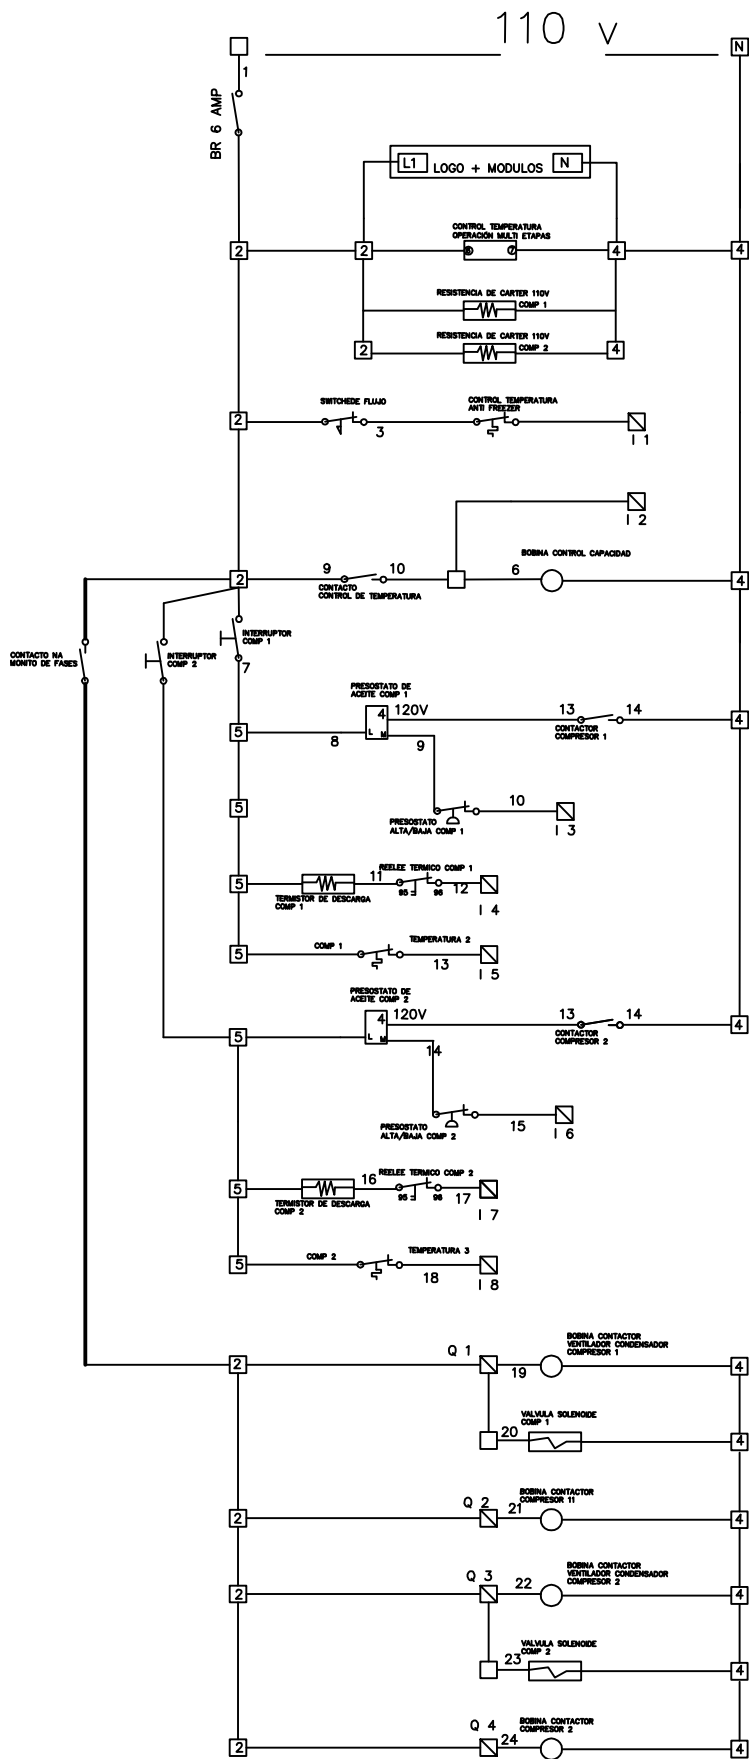 110 v
N
1
BR 6 AMP
L1 LOGO + MODULOS N
CONTROL TEMPERATURA
OPERACIÓN MULTI ETAPAS
2 2 6 7 4 4
RESISTENCIA DE CARTER 110V
COMP 1
RESISTENCIA DE CARTER 110V
2 COMP 2 4
SWITCHEDE FLUJO
CONTROL TEMPERATURA
ANTI FREEZER
2 3
I 1
I 2
BOBINA CONTROL CAPACIDAD
2 9 10 6 4
CONTACTO
CONTROL DE TEMPERATURA
CONTACTO NA
MONITO DE FASES
INTERRUPTOR
COMP 2
INTERRUPTOR
COMP 1
7
PRESOSTATO DE
ACEITE COMP 1
4 120V 13 14 4
5 8 L M 9
CONTACTOR
COMPRESOR 1
5 10
PRESOSTATO
ALTA/BAJA COMP 1
I 3
REELEE TERMICO COMP 1
5 11 95 96 12
TERMISTOR DE DESCARGA
COMP 1
I 4
COMP 1 TEMPERATURA 2
5 13 I 5
PRESOSTATO DE
ACEITE COMP 2
4 120V 13 14 4
5 L M 14
CONTACTOR
COMPRESOR 2
PRESOSTATO
ALTA/BAJA COMP 2
15 I 6
REELEE TERMICO COMP 2
5 16 95 96 17
TERMISTOR DE DESCARGA
COMP 2
I 7
COMP 2 TEMPERATURA 3
5 18 I 8
BOBINA CONTACTOR
VENTILADOR CONDENSADOR
COMPRESOR 1
2 Q 1 19 4
VALVULA SOLENOIDE
COMP 1
20 4
BOBINA CONTACTOR
COMPRESOR 11
2 Q 2 21 4
BOBINA CONTACTOR
VENTILADOR CONDENSADOR
COMPRESOR 2
2 Q 3 22 4
VALVULA SOLENOIDE
COMP 2
23 4
BOBINA CONTACTOR
COMPRESOR 2
2 Q 4 24 4